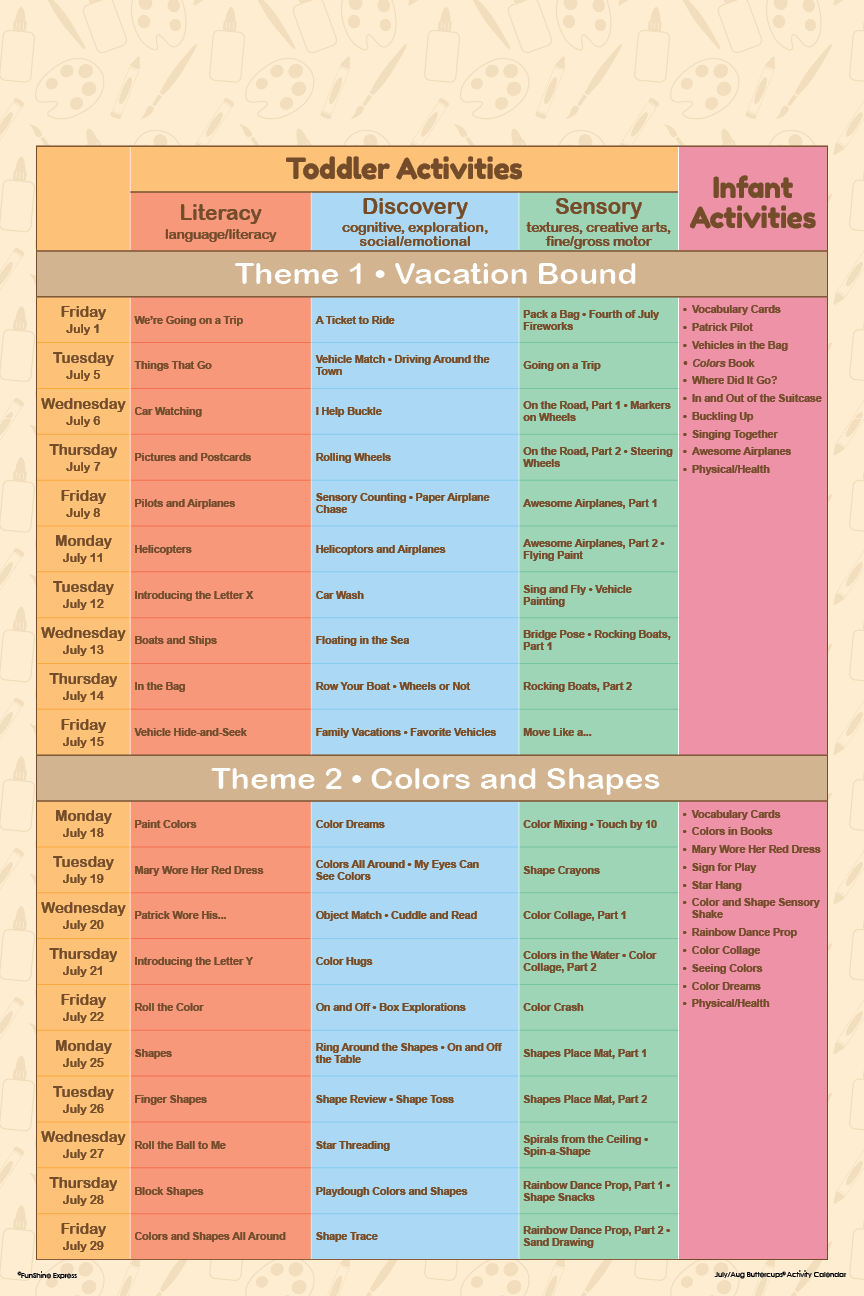 Toddler Activities
Infant
Activities
Literacy
language/literacy
Discovery
cognitive, exploration,
social/emotional
Sensory
textures, creative arts,
fine/gross motor
Theme 1 • Vacation Bound
Friday
July 1
We're Going on a Trip
A Ticket to Ride
Pack a Bag • Fourth of July
Fireworks
Tuesday
July 5
Things That Go
Vehicle Match • Driving Around the
Town
Going on a Trip
Wednesday
July 6
Car Watching
I Help Buckle
On the Road, Part 1 • Markers
on Wheels
Thursday
July 7
Pictures and Postcards
Rolling Wheels
On the Road, Part 2 • Steering
Wheels
Friday
July 8
Pilots and Airplanes
Sensory Counting • Paper Airplane
Chase
Awesome Airplanes, Part 1
Monday
July 11
Helicopters
Helicoptors and Airplanes
Awesome Airplanes, Part 2 •
Flying Paint
Tuesday
July 12
Introducing the Letter X
Car Wash
Sing and Fly • Vehicle
Painting
Wednesday
July 13
Boats and Ships
Floating in the Sea
Bridge Pose • Rocking Boats,
Part 1
Thursday
July 14
In the Bag
Row Your Boat • Wheels or Not
Rocking Boats, Part 2
Friday
July 15
Vehicle Hide-and-Seek
Family Vacations • Favorite Vehicles
Move Like a...
• Vocabulary Cards
• Patrick Pilot
• Vehicles in the Bag
• Colors Book
• Where Did It Go?
• In and Out of the Suitcase
• Buckling Up
• Singing Together
• Awesome Airplanes
• Physical/Health
Theme 2 • Colors and Shapes
Monday
July 18
Paint Colors
Color Dreams
Color Mixing • Touch by 10
Tuesday
July 19
Mary Wore Her Red Dress
Colors All Around • My Eyes Can
See Colors
Shape Crayons
Wednesday
July 20
Patrick Wore His...
Object Match • Cuddle and Read
Color Collage, Part 1
Thursday
July 21
Introducing the Letter Y
Color Hugs
Colors in the Water • Color
Collage, Part 2
Friday
July 22
Roll the Color
On and Off • Box Explorations
Color Crash
Monday
July 25
Shapes
Ring Around the Shapes • On and Off
the Table
Shapes Place Mat, Part 1
Tuesday
July 26
Finger Shapes
Shape Review • Shape Toss
Shapes Place Mat, Part 2
Wednesday
July 27
Roll the Ball to Me
Star Threading
Spirals from the Ceiling •
Spin-a-Shape
Thursday
July 28
Block Shapes
Playdough Colors and Shapes
Rainbow Dance Prop, Part 1 •
Shape Snacks
Friday
July 29
Colors and Shapes All Around
Shape Trace
Rainbow Dance Prop, Part 2 •
Sand Drawing
• Vocabulary Cards
• Colors in Books
• Mary Wore Her Red Dress
• Sign for Play
• Star Hang
• Color and Shape Sensory
Shake
• Rainbow Dance Prop
• Color Collage
• Seeing Colors
• Color Dreams
• Physical/Health
©FunShine Express
July/Aug Buttercups® Activity Calendar